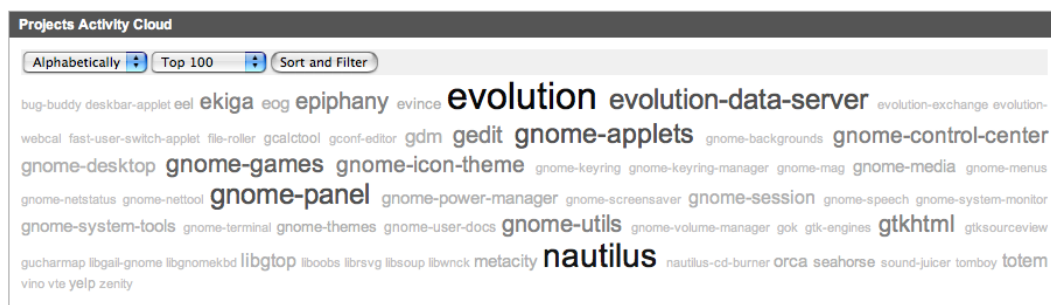 Projects Activity Cloud
Alphabetically Top 100 Sort and Filter
bug-buddy deskbar-applet eel ekiga eog epiphany evince evolution evolution-data-server evolution-exchange evolution-
webcal fast-user-switch-applet file-roller gcalctool gconf-editor gdm gedit gnome-applets gnome-backgrounds gnome-control-center
gnome-desktop gnome-games gnome-icon-theme gnome-keyring gnome-keyring-manager gnome-mag gnome-media gnome-menus
gnome-netstatus gnome-nettool gnome-panel gnome-power-manager gnome-screensaver gnome-session gnome-speech gnome-system-monitor
gnome-system-tools gnome-terminal gnome-themes gnome-user-docs gnome-utils gnome-volume-manager gok gtk-engines gtkhtml gtksourceview
gucharmap libgail-gnome libgnomekbd libgtop liboobs librsvg libsoup libwnck metacity nautilus nautilus-cd-burner orca seahorse sound-juicer tomboy totem
vino vte yelp zenity